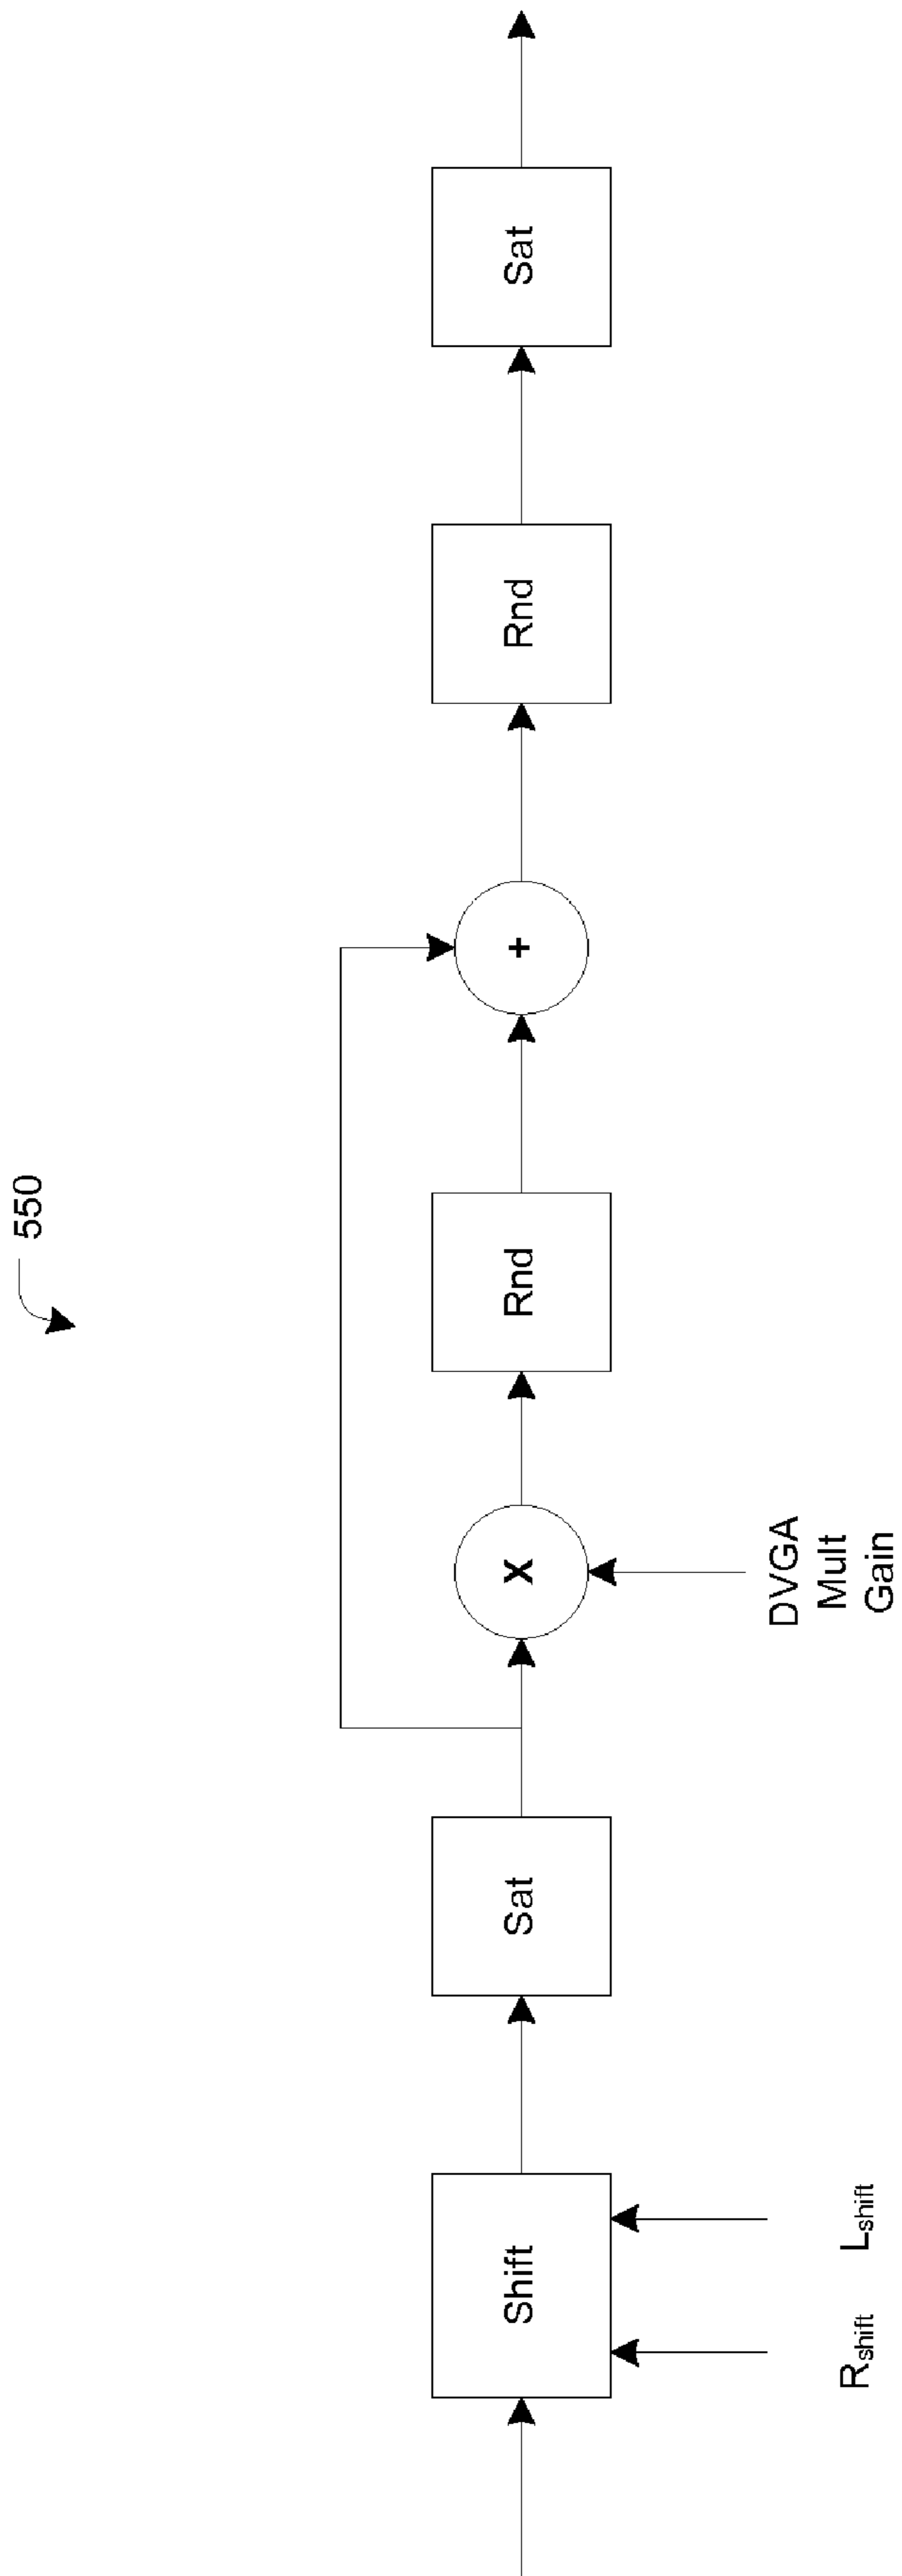 550
Shift
Sat
X
Rnd
+
Rnd
Sat
Rshift
Lshift
DVGA
Mult
Gain